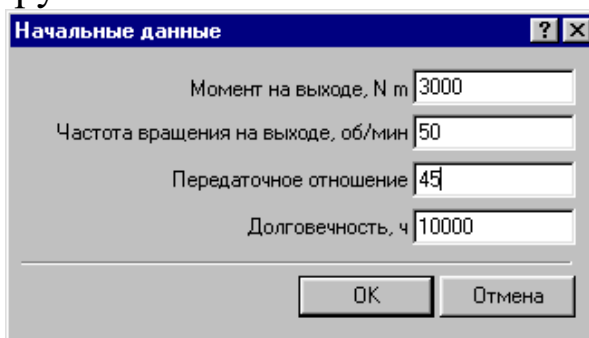 Начальные данные
Момент на выходе, N m 3000
Частота вращения на выходе, об/мин 50
Передаточное отношение 45
Долговечность, ч 10000
OK Отмена